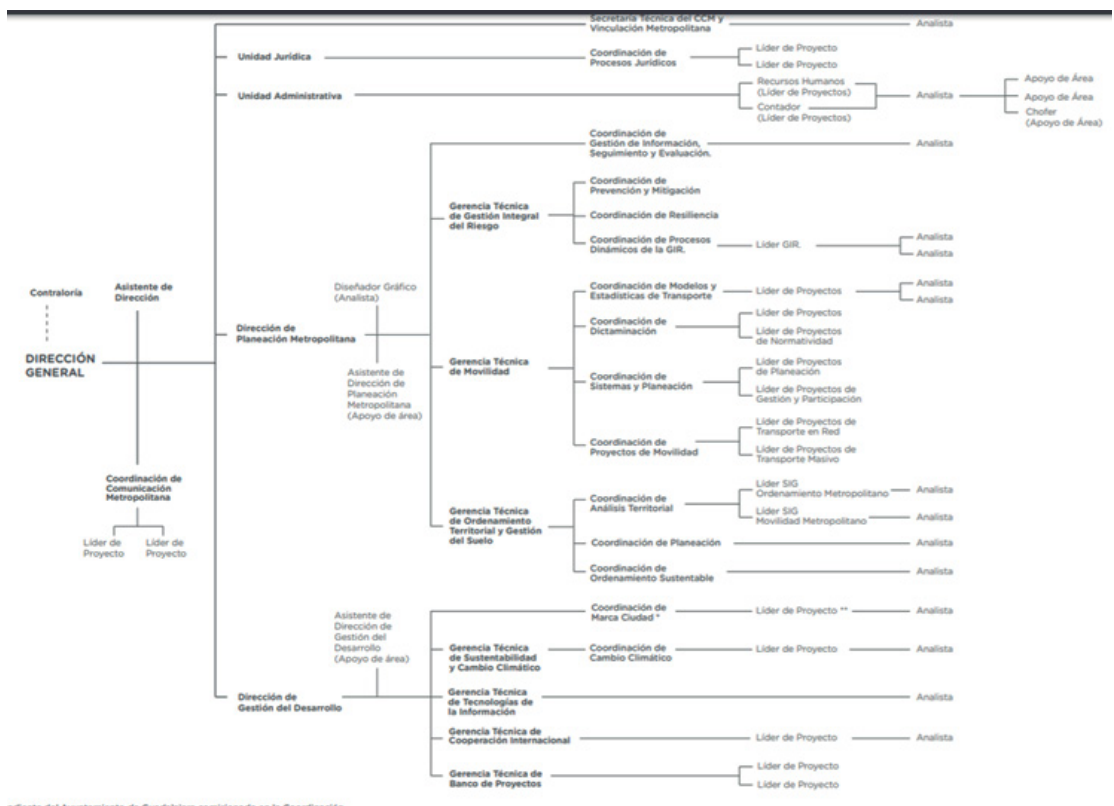 Secretaría Técnica del CCM y
Vinculación Metropolitana
Analista
Unidad Jurídica
Coordinación de
Procesos Jurídicos
Líder de Proyecto
Líder de Proyecto
Unidad Administrativa
Recursos Humanos
(Líder de Proyectos)
Contador
(Líder de Proyectos)
Analista
Apoyo de Área
Apoyo de Área
Chofer
(Apoyo de Área)
Coordinación de
Gestión de Información,
Seguimiento y Evaluación.
Analista
Gerencia Técnica
de Gestión Integral
del Riesgo
Coordinación de
Prevención y Mitigación
Coordinación de Resiliencia
Coordinación de Procesos
Dinámicos de la GIR.
Líder GIR.
Analista
Analista
Contraloría
Asistente de
Dirección
DIRECCIÓN
GENERAL
Diseñador Gráfico
(Analista)
Dirección de
Planeación Metropolitana
Asistente de
Dirección de
Planeación
Metropolitana
(Apoyo de área)
Gerencia Técnica
de Movilidad
Coordinación de Modelos y
Estadísticas de Transporte
Líder de Proyectos
Analista
Analista
Coordinación de
Dictaminación
Líder de Proyectos
Líder de Proyectos
de Normatividad
Coordinación de
Sistemas y Planeación
Líder de Proyectos
de Planeación
Líder de Proyectos de
Gestión y Participación
Coordinación de
Proyectos de Movilidad
Líder de Proyectos de
Transporte en Red
Líder de Proyectos de
Transporte Masivo
Coordinación de
Comunicación
Metropolitana
Líder de
Proyecto
Líder de
Proyecto
Gerencia Técnica
de Ordenamiento
Territorial y Gestión
del Suelo
Coordinación de
Análisis Territorial
Líder SIG
Ordenamiento Metropolitano
Analista
Líder SIG
Movilidad Metropolitano
Analista
Coordinación de Planeación
Analista
Coordinación de
Ordenamiento Sustentable
Analista
Asistente de
Dirección de
Gestión del
Desarrollo
(Apoyo de área)
Dirección de
Gestión del Desarrollo
Coordinación de
Marca Ciudad *
Líder de Proyecto **
Analista
Gerencia Técnica
de Sustentabilidad
y Cambio Climático
Coordinación de
Cambio Climático
Líder de Proyecto
Analista
Gerencia Técnica
de Tecnologías de
la Información
Analista
Gerencia Técnica de
Cooperación Internacional
Líder de Proyecto
Analista
Gerencia Técnica de
Banco de Proyectos
Líder de Proyecto
Líder de Proyecto